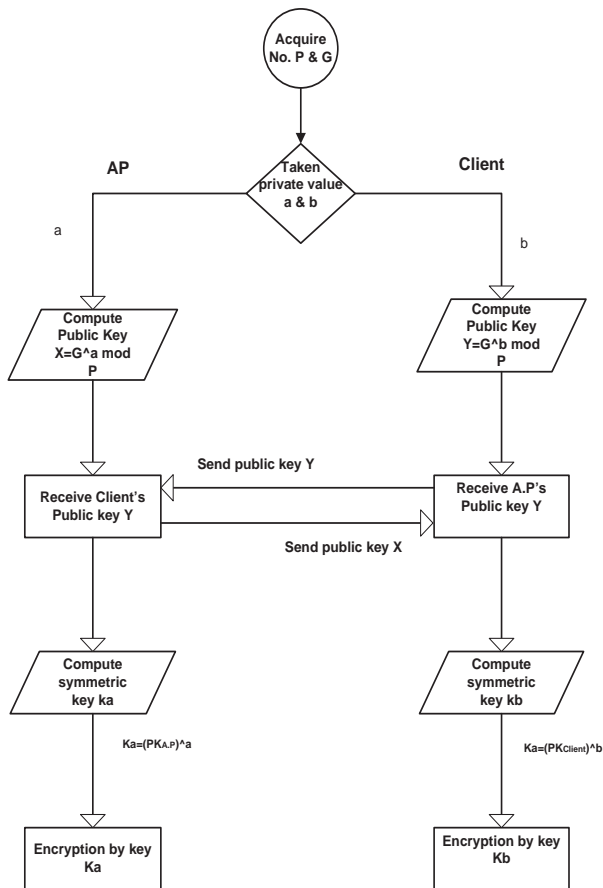 Acquire
No. P & G
Taken
private value
a & b
AP
Client
a
b
Compute
Public Key
X=G^a mod
P
Compute
Public Key
Y=G^b mod
P
Send public key Y
Receive Client's
Public key Y
Receive A.P's
Public key Y
Send public key X
Compute
symmetric
key ka
Compute
symmetric
key kb
Ka=(PKA.P)^a
Ka=(PKClient)^b
Encryption by key
Ka
Encryption by key
Kb